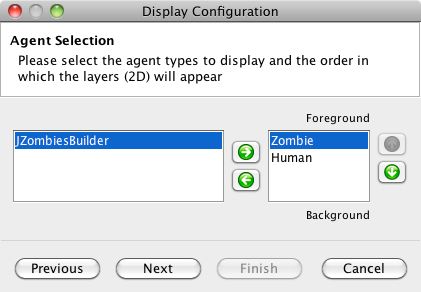 Display Configuration
Agent Selection
Please select the agent types to display and the order in
which the layers (2D) will appear
Foreground
JZombiesBuilder
Zombie
Human
Background
Previous
Next
Finish
Cancel